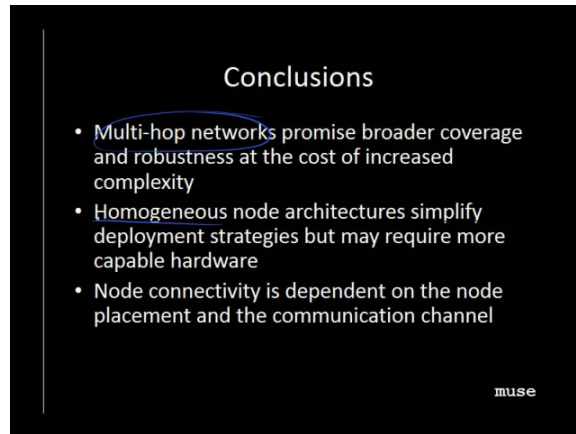 Conclusions
• Multi-hop networks promise broader coverage
and robustness at the cost of increased
complexity
• Homogeneous node architectures simplify
deployment strategies but may require more
capable hardware
• Node connectivity is dependent on the node
placement and the communication channel
muse